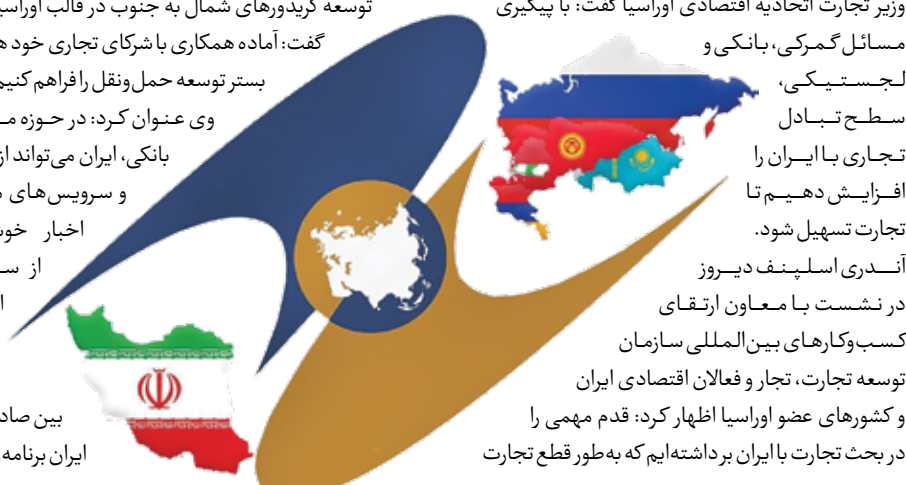 وزیر تجارت اتحادیه اقتصادی اوراسیا گفت: با پیگیری
مسائل گمرکی، بانکی و
لجستیکی،
سطح تبادل
تجاری با ایران را
افزایش دهیم تا
تجارت تسهیل شود.
آندری اسلپنف دیروز
در نشست با معاون ارتقای
کسب‌وکارهای بین‌المللی سازمان
توسعه تجارت، تجار و فعالان اقتصادی ایران
و کشورهای عضو اوراسیا اظهار کرد: قدم مهمی را
در بحث تجارت با ایران برداشته‌ایم که به‌طور قطع تجارت
توسعه کریدورهای شمال به جنوب در قالب اوراسیا
گفت: آماده همکاری با شرکای تجاری خود
بستر توسعه حمل‌ونقل را فراهم کنیم
وی عنوان کرد: در حوزه
بانکی، ایران می‌تواند از
و سرویس‌های
اخبار
از
بین
ایران برنامه